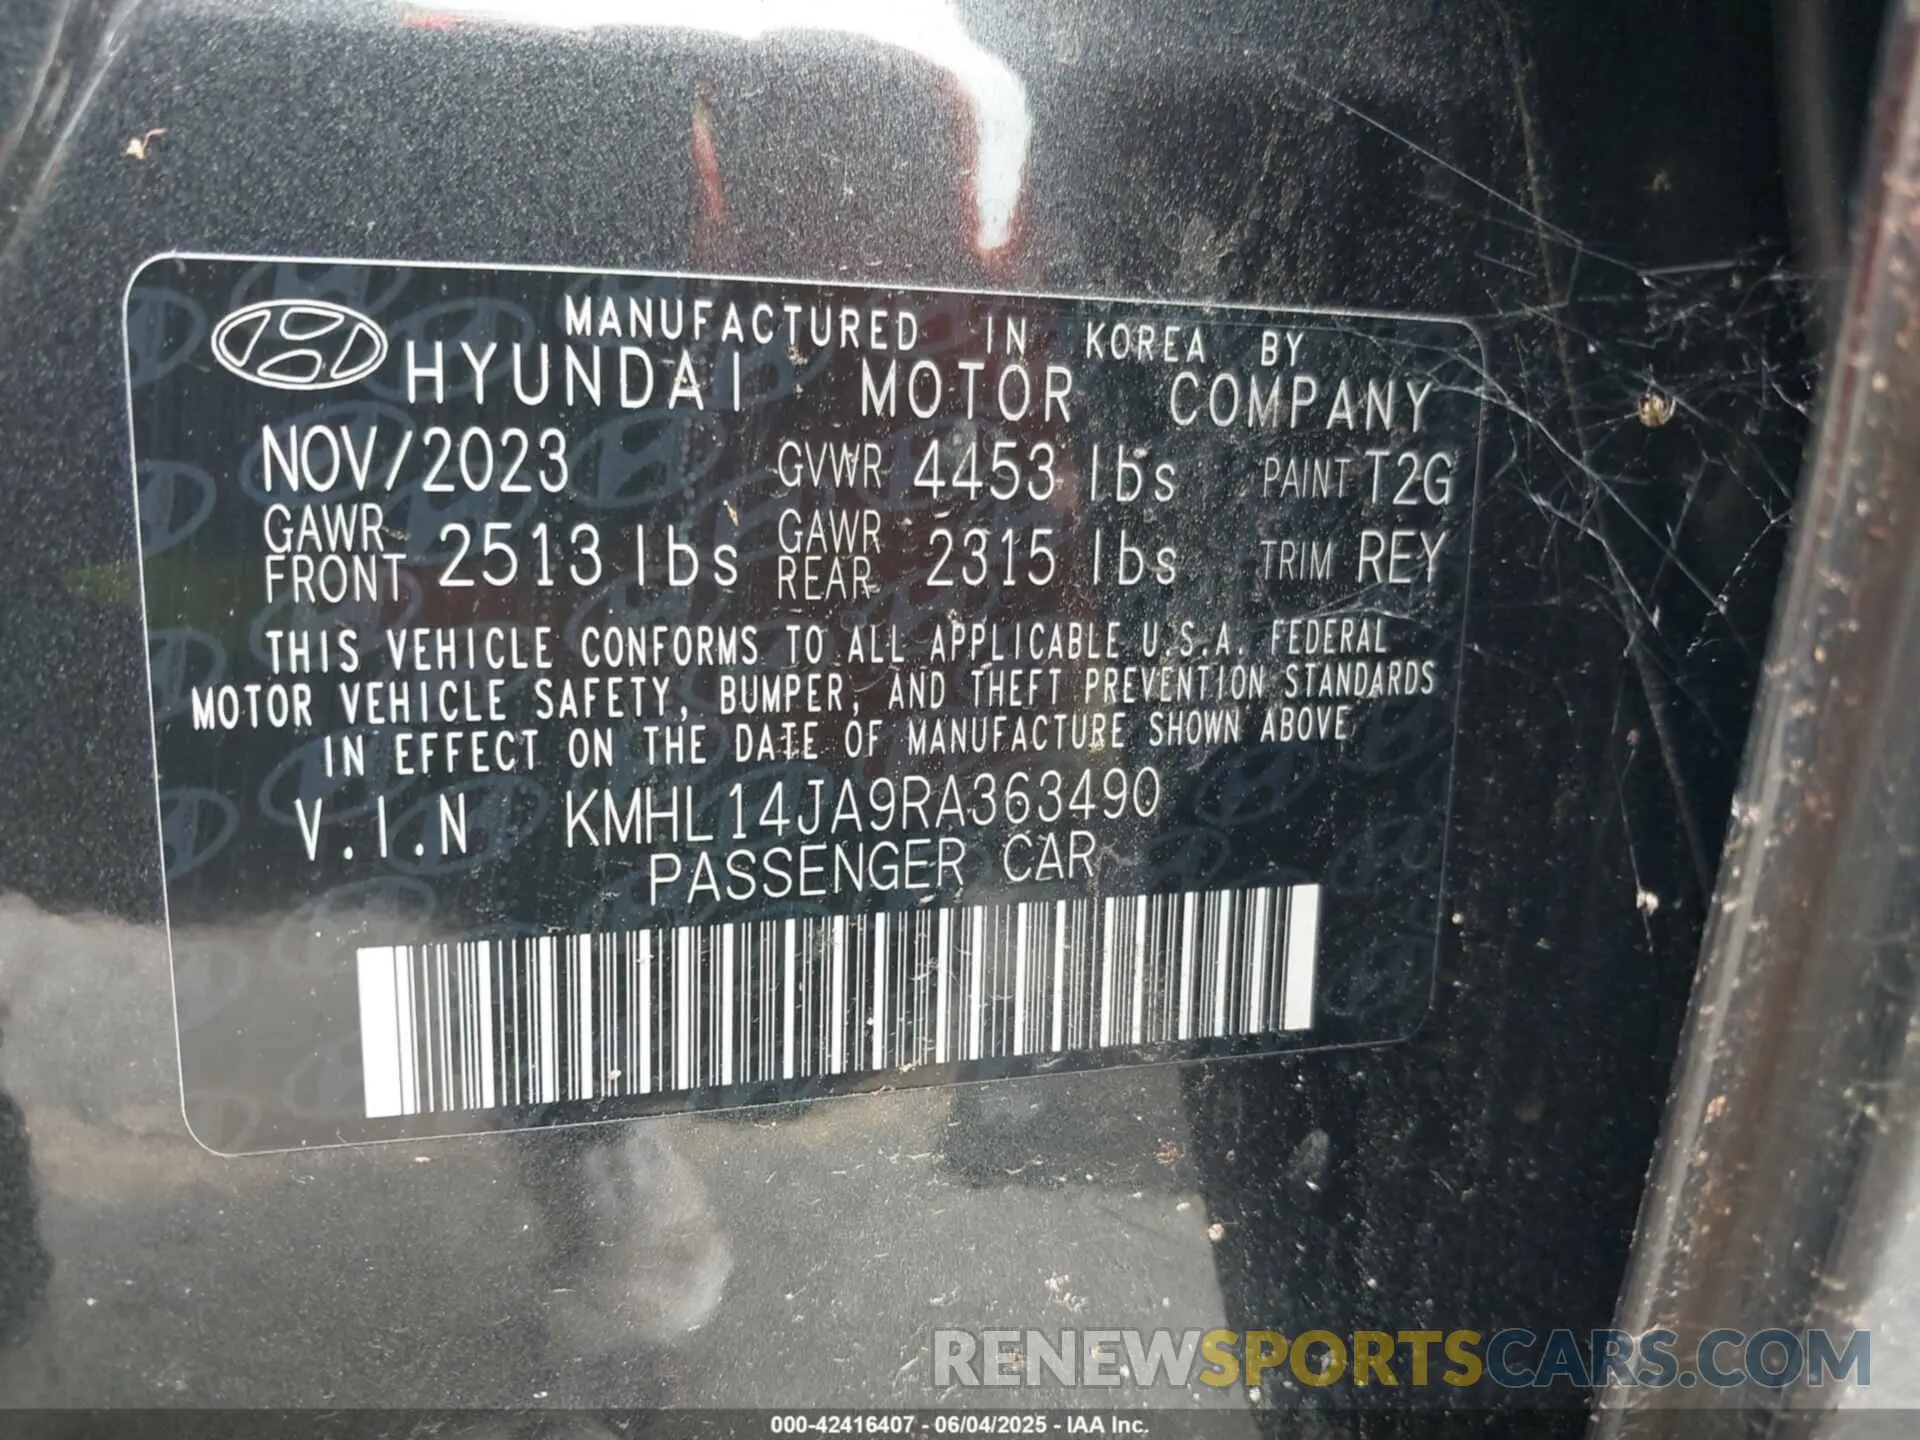 MANUFACTURED IN KOREA BY
HYUNDAI MOTOR COMPANY
NOV/2023 GVWR 4453 lbs PAINT T2G
GAWR FRONT 2513 lbs GAWR REAR 2315 lbs TRIM REY
THIS VEHICLE CONFORMS TO ALL APPLICABLE U.S.A. FEDERAL
MOTOR VEHICLE SAFETY, BUMPER, AND THEFT PREVENTION STANDARDS
IN EFFECT ON THE DATE OF MANUFACTURE SHOWN ABOVE
V.I.N KMHL14JA9RA363490
PASSENGER CAR
RENEWSPORTSCARS.COM
000-42416407 - 06/04/2025 - IAA Inc.